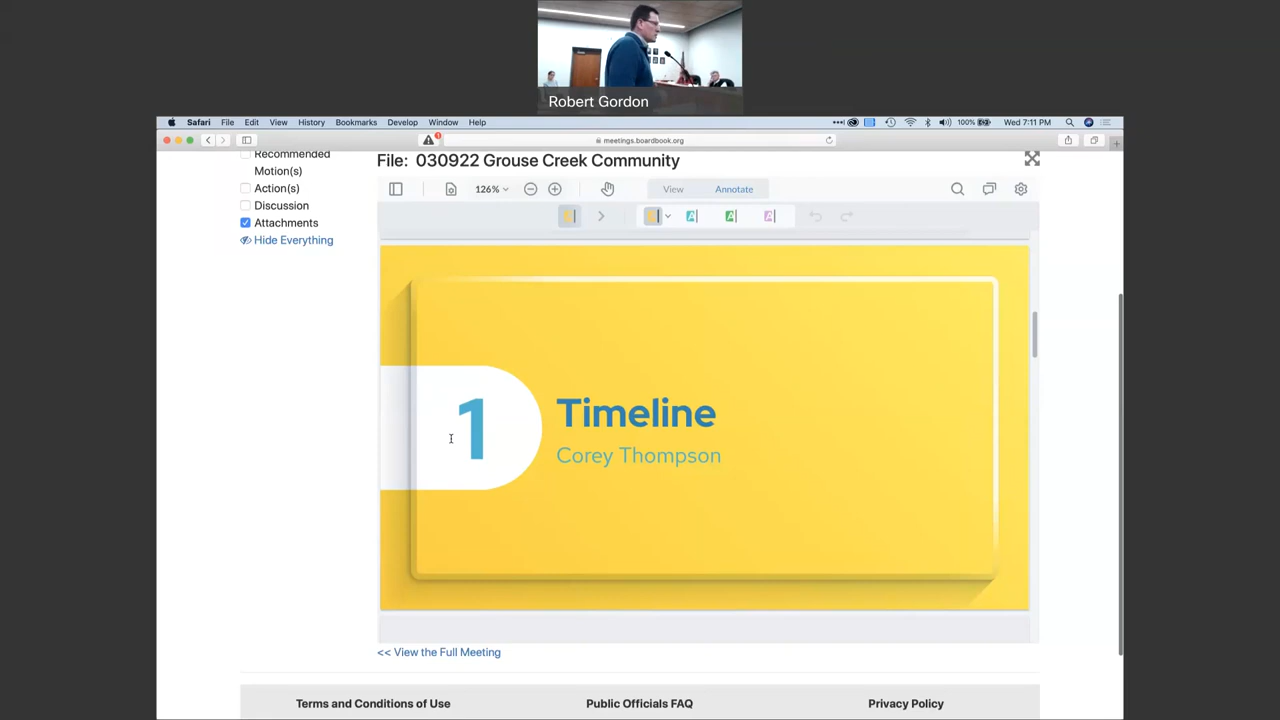 Robert Gordon
Safari File Edit View History Bookmarks Develop Window Help
100% Wed 7:11 PM
meetings.boardbook.org
Recommended
Motion(s)
Action(s)
Discussion
Attachments
Hide Everything
File: 030922 Grouse Creek Community
126%
View Annotate
1
Timeline
Corey Thompson
<< View the Full Meeting
Terms and Conditions of Use Public Officials FAQ Privacy Policy